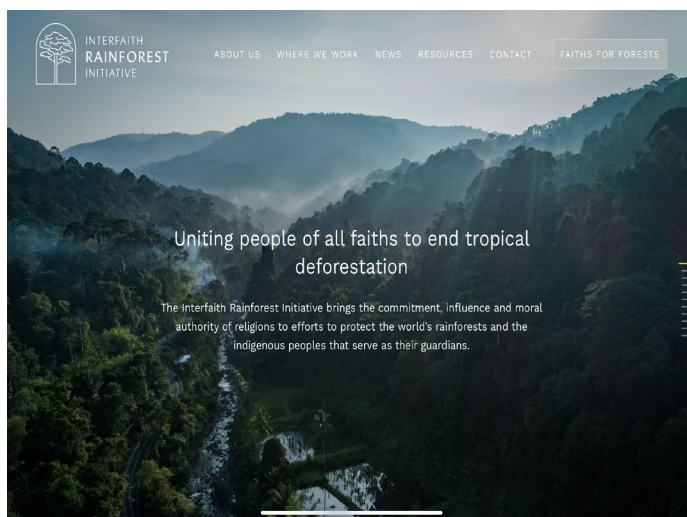 INTERFAITH
RAINFOREST
INITIATIVE
ABOUT US WHERE WE WORK NEWS RESOURCES CONTACT FAITHS FOR FORESTS
Uniting people of all faiths to end tropical
deforestation
The Interfaith Rainforest Initiative brings the commitment, influence and moral
authority of religions to efforts to protect the world's rainforests and the
indigenous peoples that serve as their guardians.